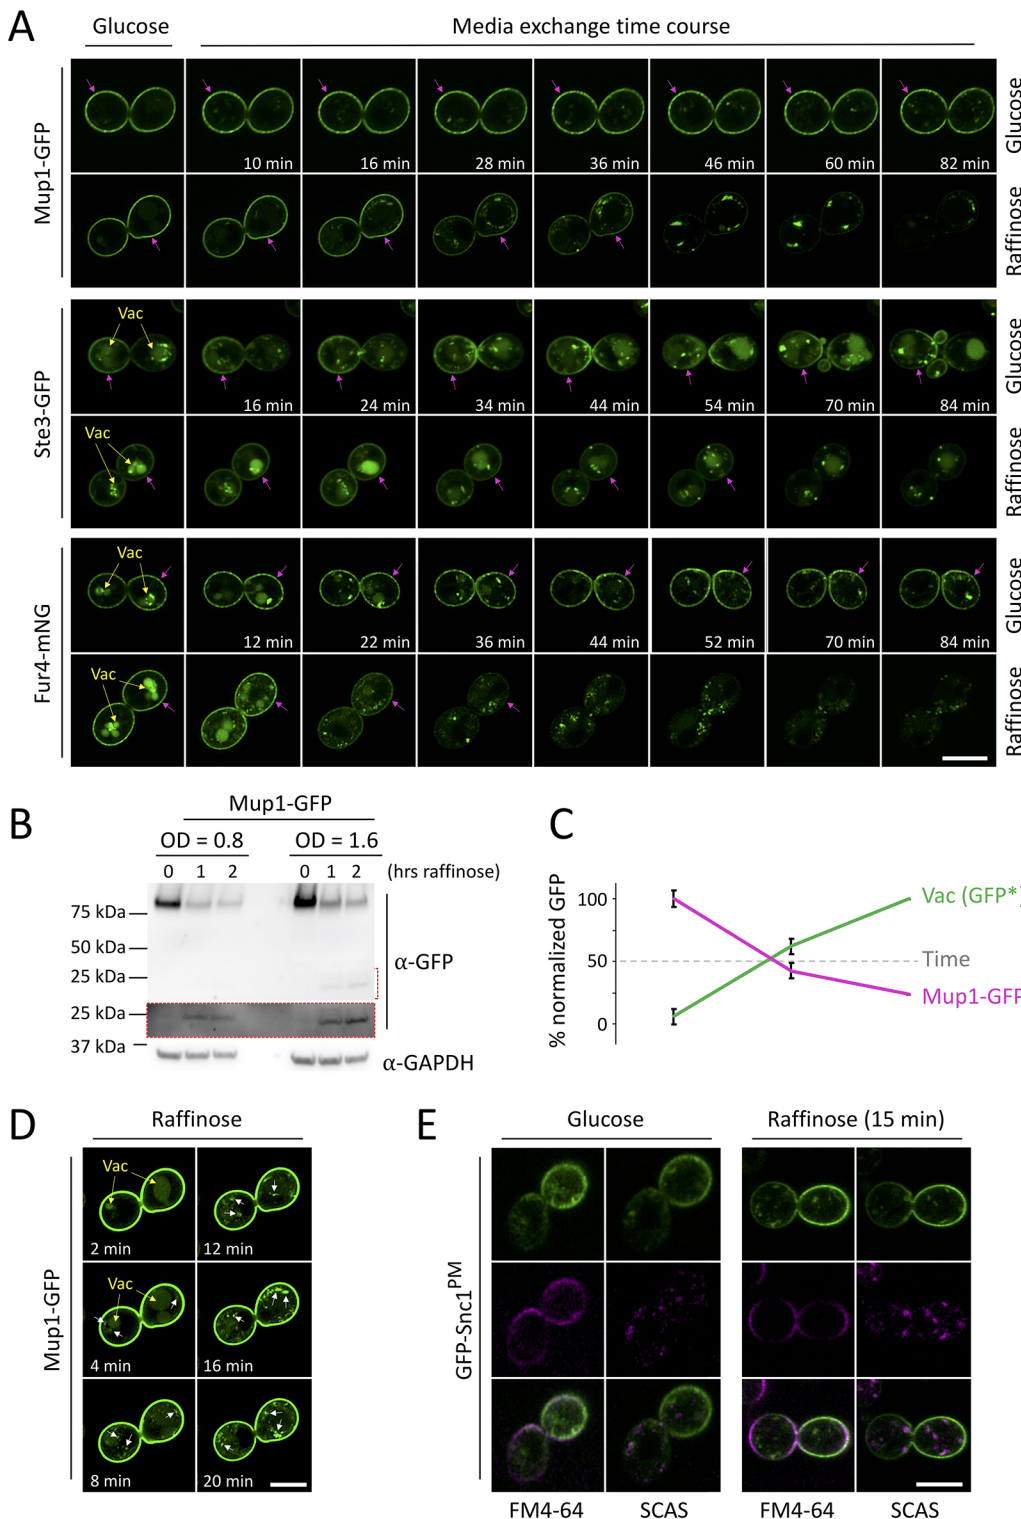 A
Glucose
Media exchange time course
Mup1-GFP
Glucose
10 min
16 min
28 min
36 min
46 min
60 min
82 min
Raffinose
Ste3-GFP
Vac
Glucose
16 min
24 min
34 min
44 min
54 min
70 min
84 min
Vac
Raffinose
Fur4-mNG
Vac
Glucose
12 min
22 min
36 min
44 min
52 min
70 min
84 min
Vac
Raffinose
B
Mup1-GFP
OD = 0.8
OD = 1.6
0 1 2 0 1 2 (hrs raffinose)
75 kDa
50 kDa
25 kDa
α-GFP
25 kDa
37 kDa
α-GAPDH
C
% normalized GFP
100
50
0
Vac (GFP*)
Time
Mup1-GFP
D
Raffinose
Mup1-GFP
Vac
2 min
12 min
Vac
4 min
16 min
8 min
20 min
E
Glucose
Raffinose (15 min)
GFP-Snc1PM
FM4-64
SCAS
FM4-64
SCAS